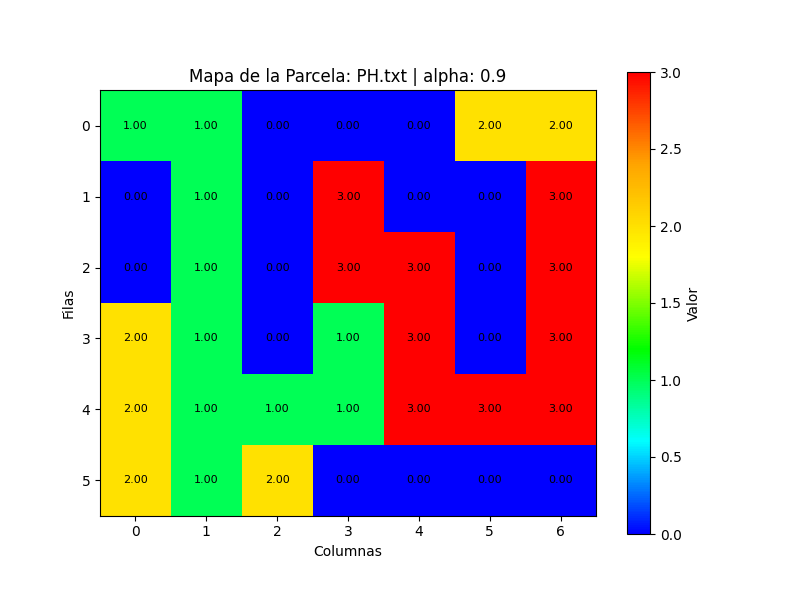 Mapa de la Parcela: PH.txt | alpha: 0.9
0 1.00 1.00 0.00 0.00 0.00 2.00 2.00
1 0.00 1.00 0.00 3.00 0.00 0.00 3.00
2 0.00 1.00 0.00 3.00 3.00 0.00 3.00
3 2.00 1.00 0.00 1.00 3.00 0.00 3.00
4 2.00 1.00 1.00 1.00 3.00 3.00 3.00
5 2.00 1.00 2.00 0.00 0.00 0.00 0.00
0 1 2 3 4 5 6
Columnas
Filas
3.0
2.5
2.0
1.5
1.0
0.5
0.0
Valor